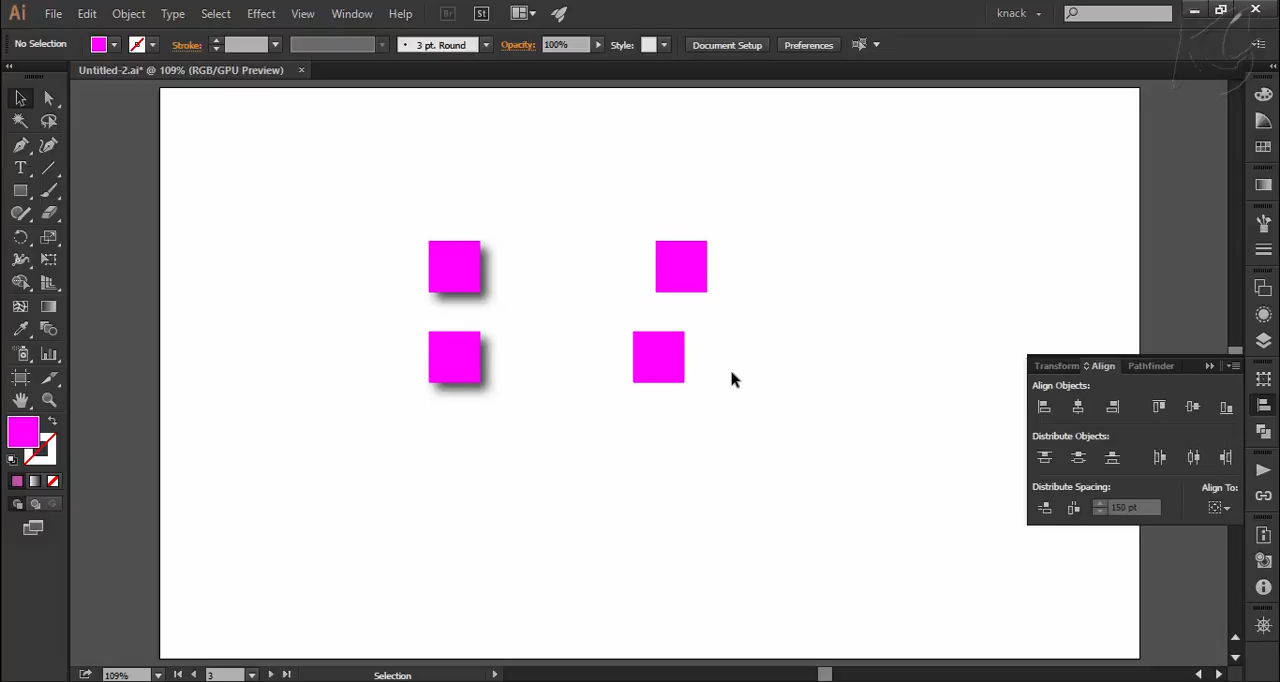 Ai File Edit Object Type Select Effect View Window Help Br St knack
No Selection Stroke: 3 pt. Round Opacity: 100% Style: Document Setup Preferences
Untitled-2.ai* @ 109% (RGB/GPU Preview) ×
Transform Align Pathfinder
Align Objects:
Distribute Objects:
Distribute Spacing: Align To:
150 pt
109% 3 Selection